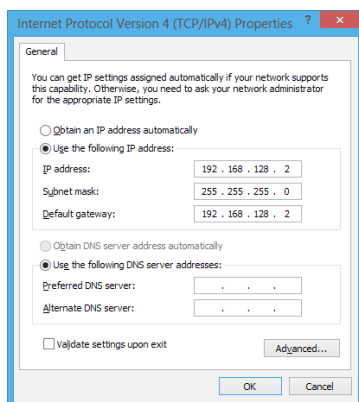 Internet Protocol Version 4 (TCP/IPv4) Properties ? ×
General
You can get IP settings assigned automatically if your network supports
this capability. Otherwise, you need to ask your network administrator
for the appropriate IP settings.
Obtain an IP address automatically
Use the following IP address:
IP address: 192 . 168 . 128 . 2
Subnet mask: 255 . 255 . 255 . 0
Default gateway: 192 . 168 . 128 . 2
Obtain DNS server address automatically
Use the following DNS server addresses:
Preferred DNS server: . . .
Alternate DNS server: . . .
Validate settings upon exit
Advanced...
OK Cancel